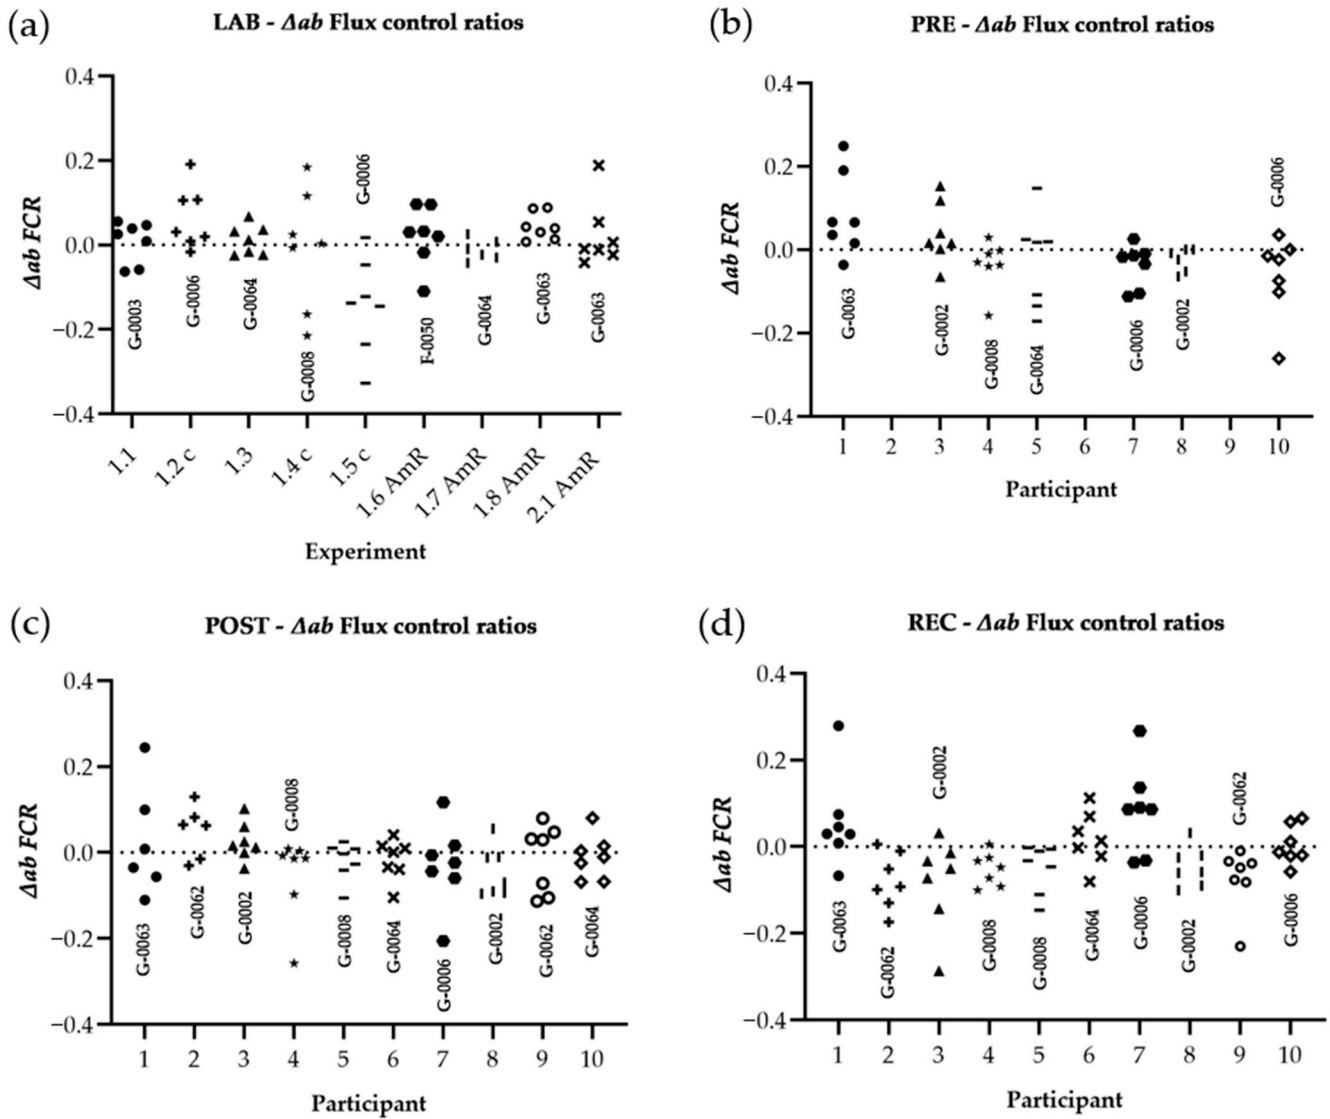 (a)
LAB - Δab Flux control ratios
Δab FCR
0.4
0.2
0.0
−0.2
−0.4
G-0003
G-0006
G-0064
G-0008
G-0006
F-0050
G-0064
G-0063
G-0063
1.1
1.2 c
1.3
1.4 c
1.5 c
1.6 AmR
1.7 AmR
1.8 AmR
2.1 AmR
Experiment
(b)
PRE - Δab Flux control ratios
Δab FCR
0.4
0.2
0.0
−0.2
−0.4
G-0063
G-0002
G-0008
G-0064
G-0006
G-0002
G-0006
1 2 3 4 5 6 7 8 9 10
Participant
(c)
POST - Δab Flux control ratios
Δab FCR
0.4
0.2
0.0
−0.2
−0.4
G-0063
G-0062
G-0002
G-0008
G-0008
G-0064
G-0006
G-0002
G-0062
G-0064
1 2 3 4 5 6 7 8 9 10
Participant
(d)
REC - Δab Flux control ratios
Δab FCR
0.4
0.2
0.0
−0.2
−0.4
G-0063
G-0062
G-0002
G-0008
G-0008
G-0064
G-0006
G-0002
G-0062
G-0006
1 2 3 4 5 6 7 8 9 10
Participant